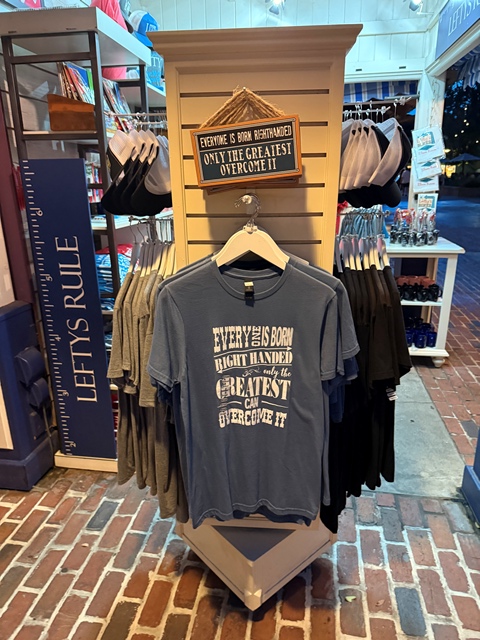 EVERYONE IS BORN RIGHTHANDED
ONLY THE GREATEST
OVERCOME IT
LEFTYS RULE
EVERY ONE IS BORN
RIGHT HANDED
only the
GREATEST
CAN
OVERCOME IT
LEFTYS